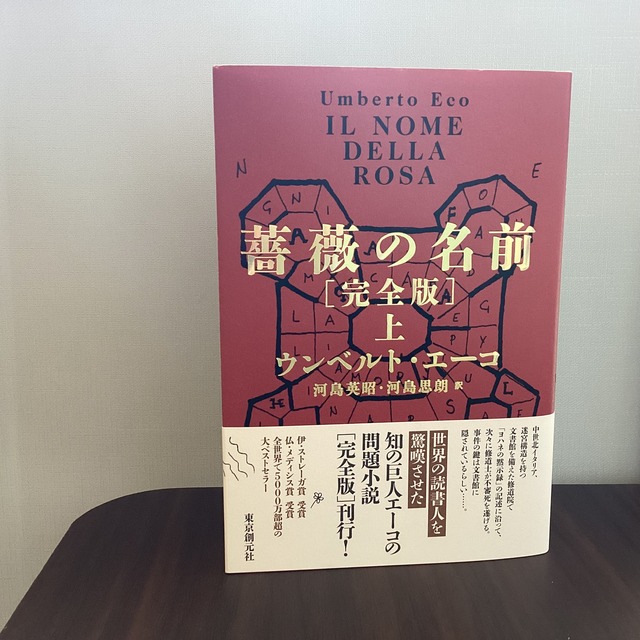 Umberto Eco
IL NOME
DELLA
ROSA
N
E
薔薇の名前
[完全版]
上
ウンベルト・エーコ
河島英昭・河島思朗 訳
中世北イタリア、
迷宮構造を持つ
文書館を備えた修道院で
「ヨハネの黙示録」の記述に沿って、
次々に修道士が不審死を遂げる。
事件の鍵は文書館に
隠されているらしい……。
世界の読書人を
驚嘆させた
知の巨人エーコの
問題小説
[完全版]刊行!
伊・ストレーガ賞 受賞
仏・メディシス賞 受賞
全世界で5000万部超の
大ベストセラー
東京創元社